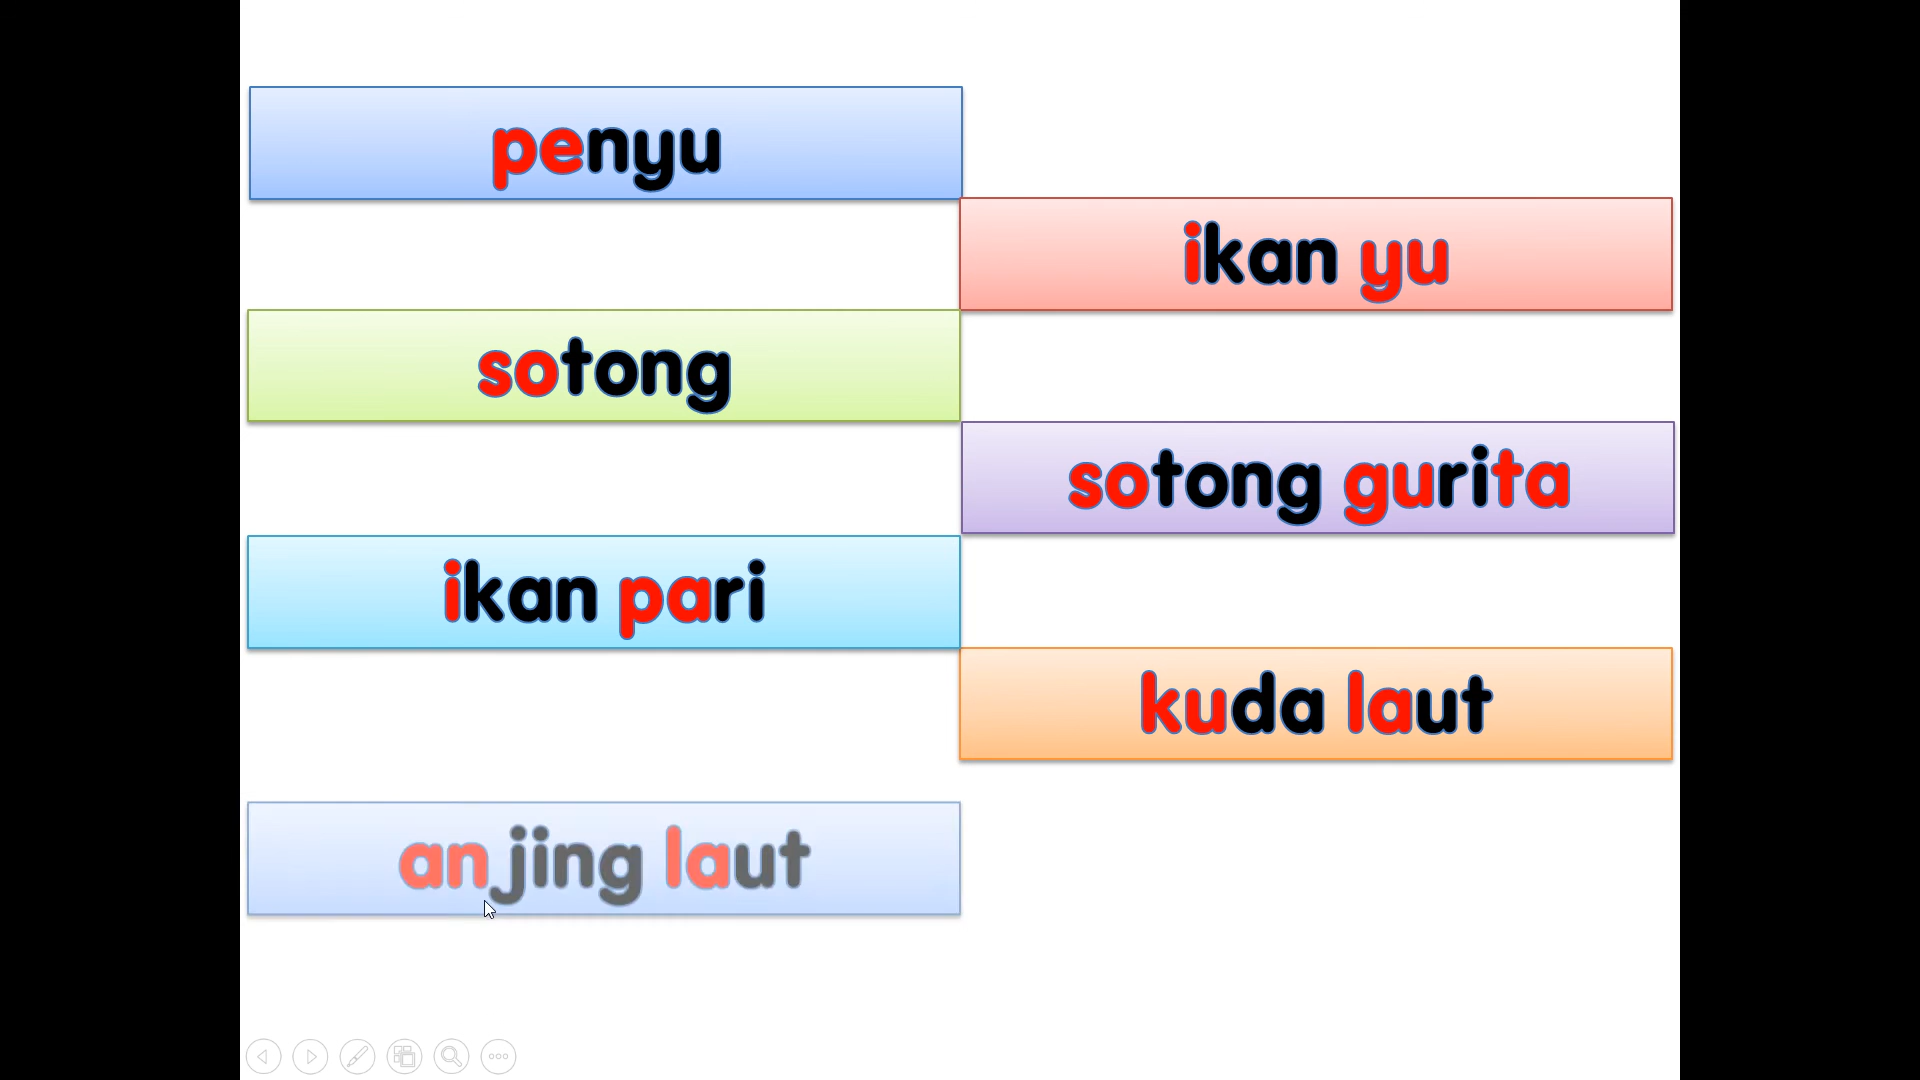 penyu
ikan yu
sotong
sotong gurita
ikan pari
kuda laut
anjing laut